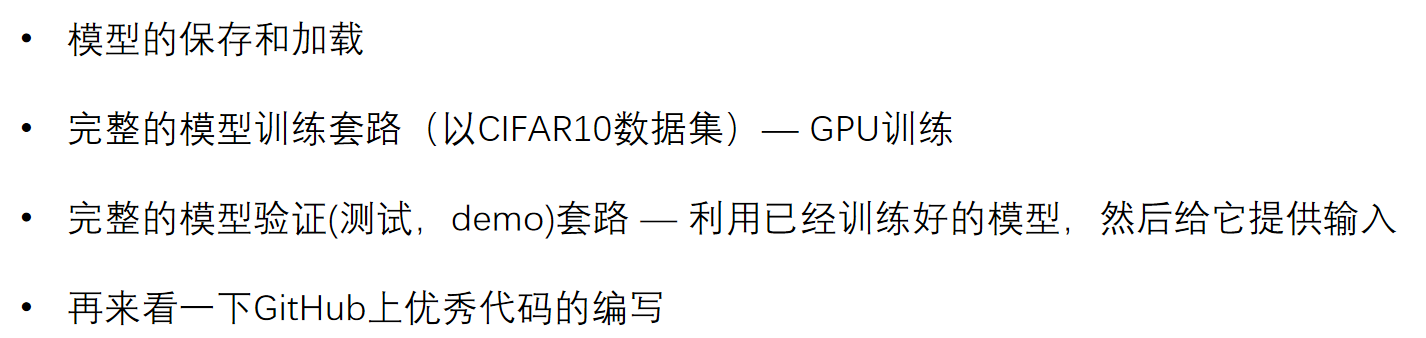 • 模型的保存和加载
• 完整的模型训练套路（以CIFAR10数据集）— GPU训练
• 完整的模型验证(测试，demo)套路 — 利用已经训练好的模型，然后给它提供输入
• 再来看一下GitHub上优秀代码的编写